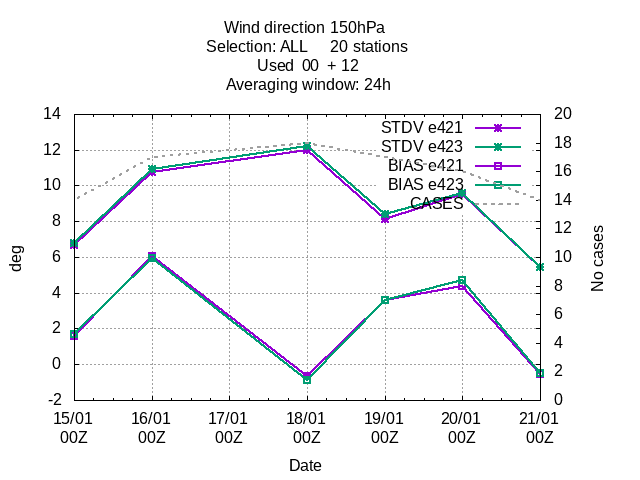 Wind direction 150hPa
Selection: ALL     20 stations
Used  00  + 12
Averaging window: 24h
14
12
10
8
6
4
2
0
-2
deg
STDV e421
STDV e423
BIAS e421
BIAS e423
CASES
20
18
16
14
12
10
8
6
4
2
0
No cases
15/01 16/01 17/01 18/01 19/01 20/01 21/01
00Z 00Z 00Z 00Z 00Z 00Z 00Z
Date